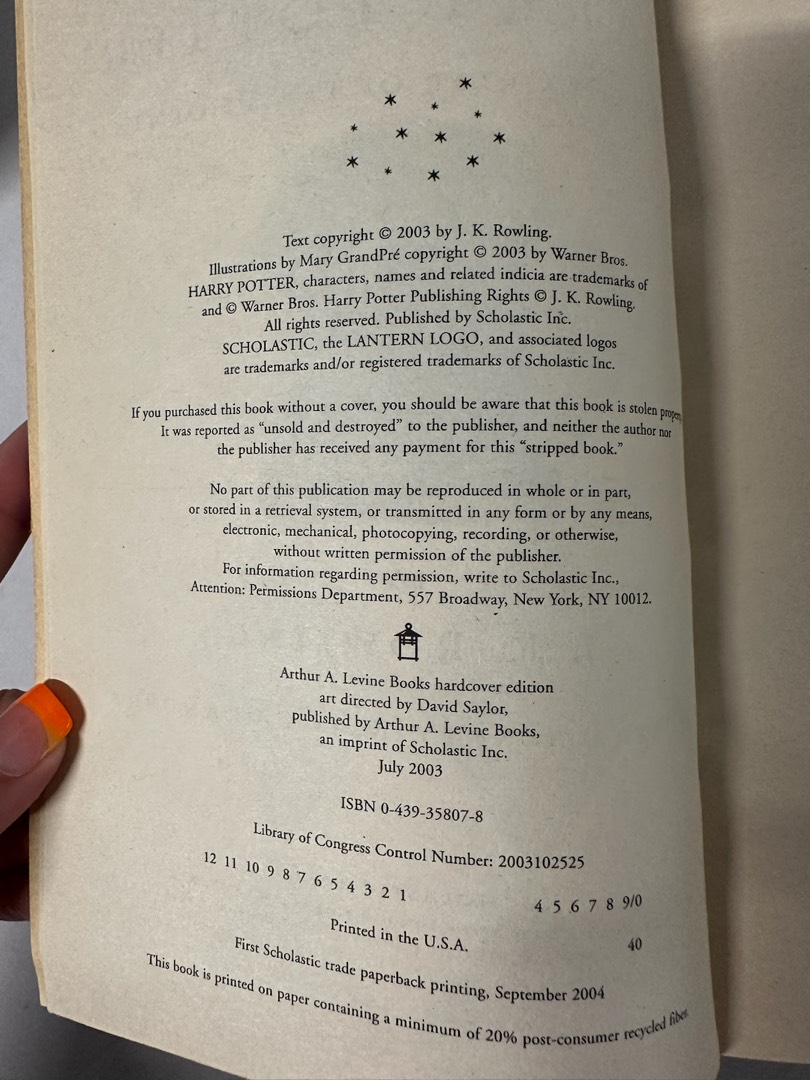 Text copyright © 2003 by J. K. Rowling.
Illustrations by Mary GrandPré copyright © 2003 by Warner Bros.
HARRY POTTER, characters, names and related indicia are trademarks of
and © Warner Bros. Harry Potter Publishing Rights © J. K. Rowling.
All rights reserved. Published by Scholastic Inc.
SCHOLASTIC, the LANTERN LOGO, and associated logos
are trademarks and/or registered trademarks of Scholastic Inc.
If you purchased this book without a cover, you should be aware that this book is stolen
It was reported as “unsold and destroyed” to the publisher, and neither the author nor
the publisher has received any payment for this “stripped book.”
No part of this publication may be reproduced in whole or in part,
or stored in a retrieval system, or transmitted in any form or by any means,
electronic, mechanical, photocopying, recording, or otherwise,
without written permission of the publisher.
For information regarding permission, write to Scholastic Inc.,
Attention: Permissions Department, 557 Broadway, New York, NY 10012.
Arthur A. Levine Books hardcover edition
art directed by David Saylor,
published by Arthur A. Levine Books,
an imprint of Scholastic Inc.
July 2003
ISBN 0-439-35807-8
Library of Congress Control Number: 2003102525
12 11 10 9 8 7 6 5 4 3 2 1 4 5 6 7 8 9/0
Printed in the U.S.A. 40
First Scholastic trade paperback printing, September 2004
This book is printed on paper containing a minimum of 20% post-consumer recycled fiber.